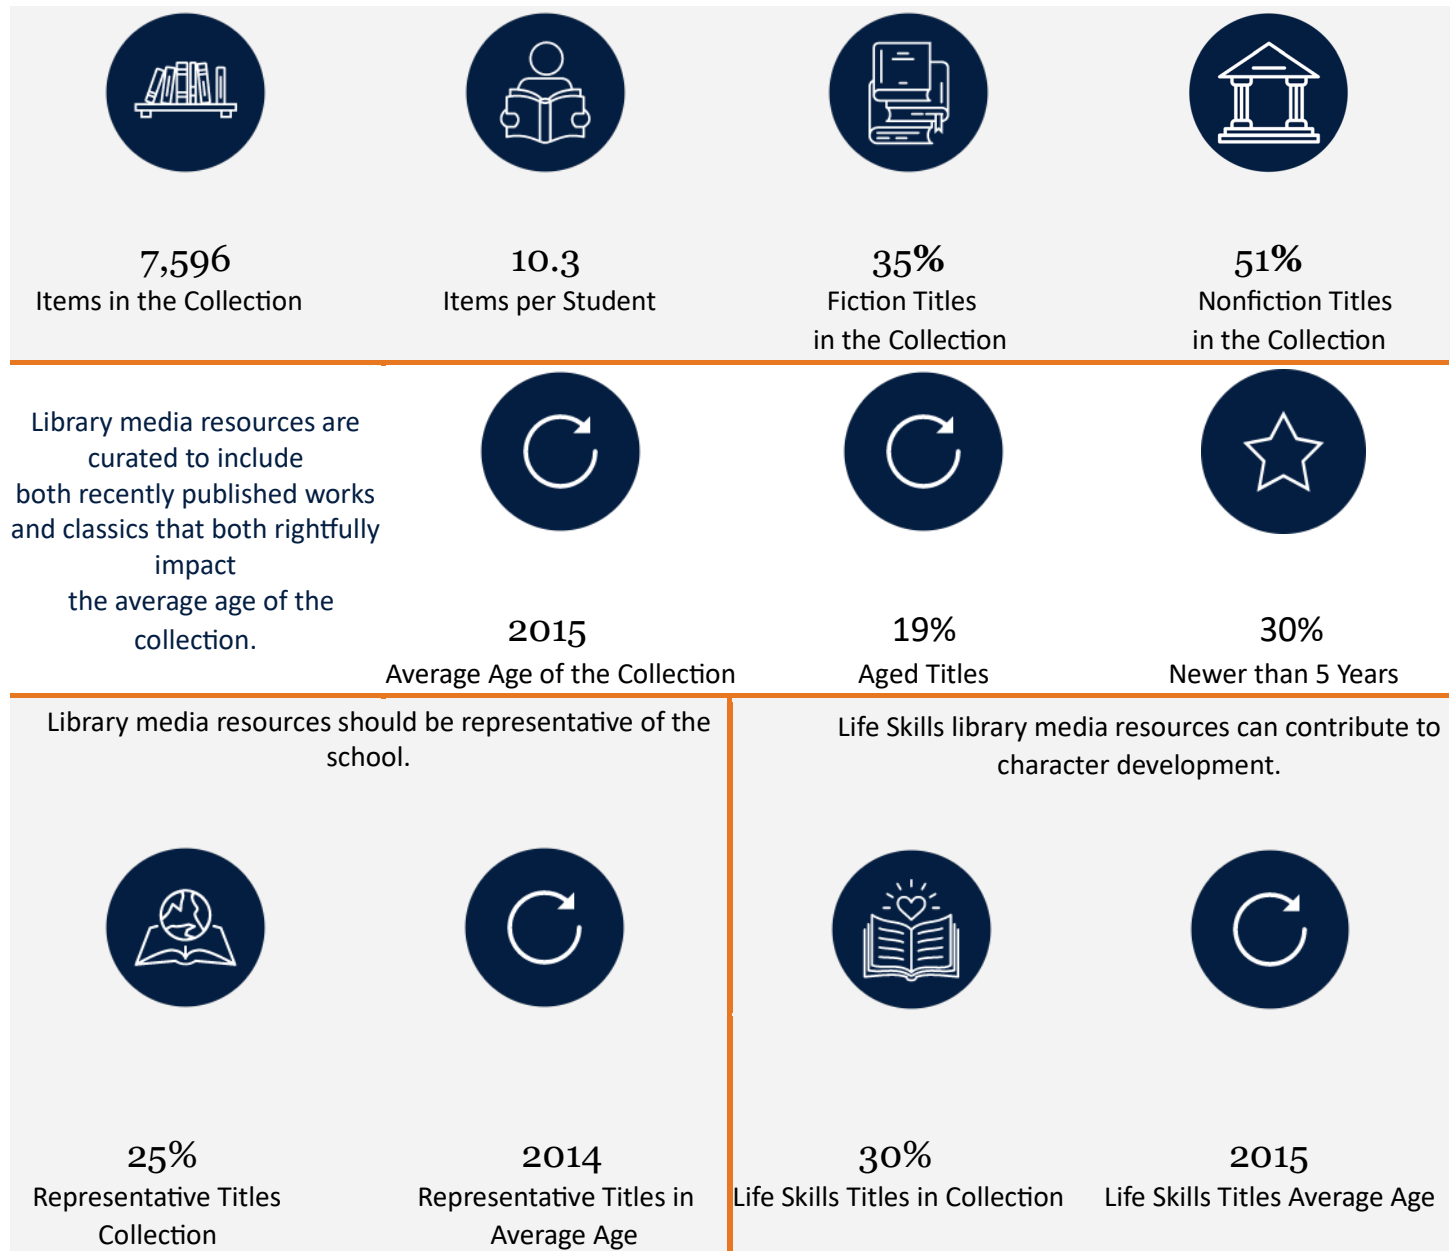 7,596
Items in the Collection
10.3
Items per Student
35%
Fiction Titles
in the Collection
51%
Nonfiction Titles
in the Collection
Library media resources are
curated to include
both recently published works
and classics that both rightfully
impact
the average age of the
collection.
2015
Average Age of the Collection
19%
Aged Titles
30%
Newer than 5 Years
Library media resources should be representative of the
school.
25%
Representative Titles
Collection
2014
Representative Titles in
Average Age
Life Skills library media resources can contribute to
character development.
30%
Life Skills Titles in Collection
2015
Life Skills Titles Average Age